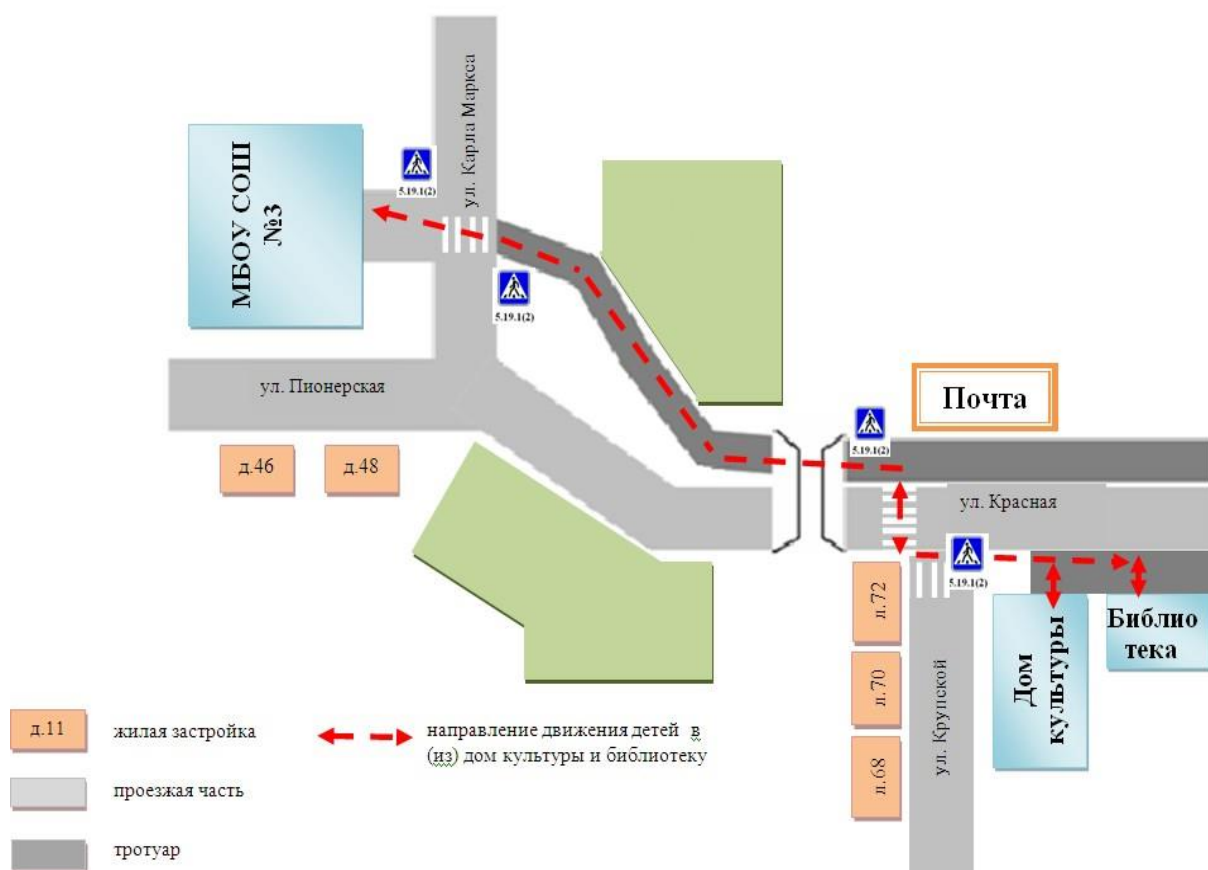 ул. Карла Маркса
МБОУ СОШ
№3
5.19.1(2)
5.19.1(2)
ул. Пионерская
Почта
5.19.1(2)
д.46
д.48
ул. Красная
5.19.1(2)
д.72
Дом
культуры
Библио
тека
д.70
ул. Крупской
д.68
д.11
жилая застройка
направление движения детей в
(из) дом культуры и библиотеку
проезжая часть
тротуар